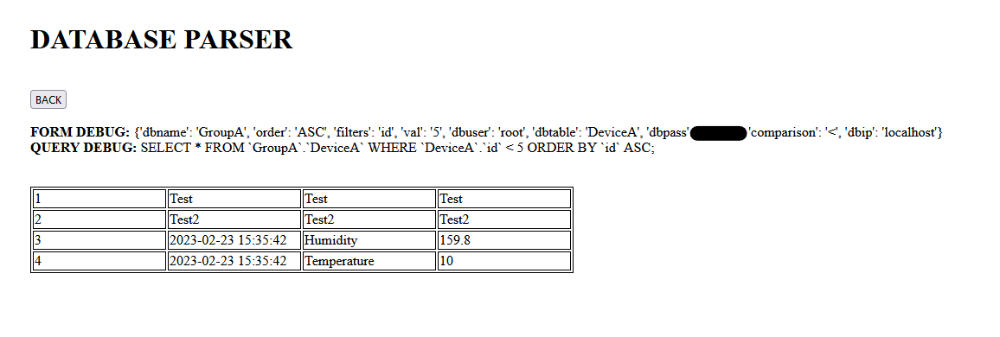 DATABASE PARSER
BACK
FORM DEBUG: {'dbname': 'GroupA', 'order': 'ASC', 'filters': 'id', 'val': '5', 'dbuser': 'root', 'dbtable': 'DeviceA', 'dbpass' 'comparison': '<', 'dbip': 'localhost'}
QUERY DEBUG: SELECT * FROM `GroupA`.`DeviceA` WHERE `DeviceA`.`id` < 5 ORDER BY `id` ASC;
1 Test Test Test
2 Test2 Test2 Test2
3 2023-02-23 15:35:42 Humidity 159.8
4 2023-02-23 15:35:42 Temperature 10